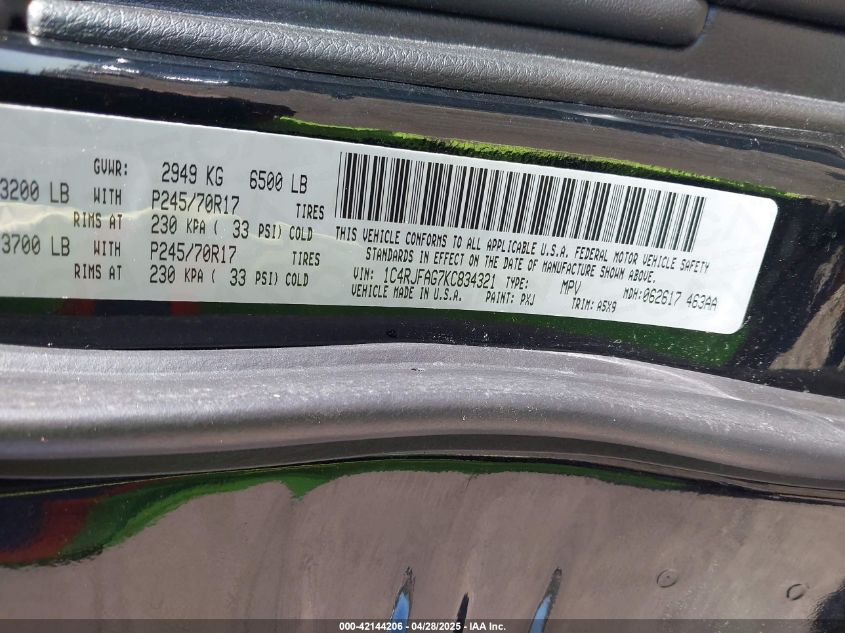 GVWR: 2949 KG 6500 LB
3200 LB WITH P245/70R17 TIRES
RIMS AT 230 KPA ( 33 PSI) COLD
3700 LB WITH P245/70R17 TIRES
RIMS AT 230 KPA ( 33 PSI) COLD
THIS VEHICLE CONFORMS TO ALL APPLICABLE U.S.A. FEDERAL MOTOR VEHICLE SAFETY
STANDARDS IN EFFECT ON THE DATE OF MANUFACTURE SHOWN ABOVE.
VIN: 1C4RJFAG7KC834321 TYPE: MPV MDH: 062617 463AA
VEHICLE MADE IN U.S.A. PAINT: PXJ TRIM: A5X9
000-42144206 - 04/28/2025 - IAA Inc.